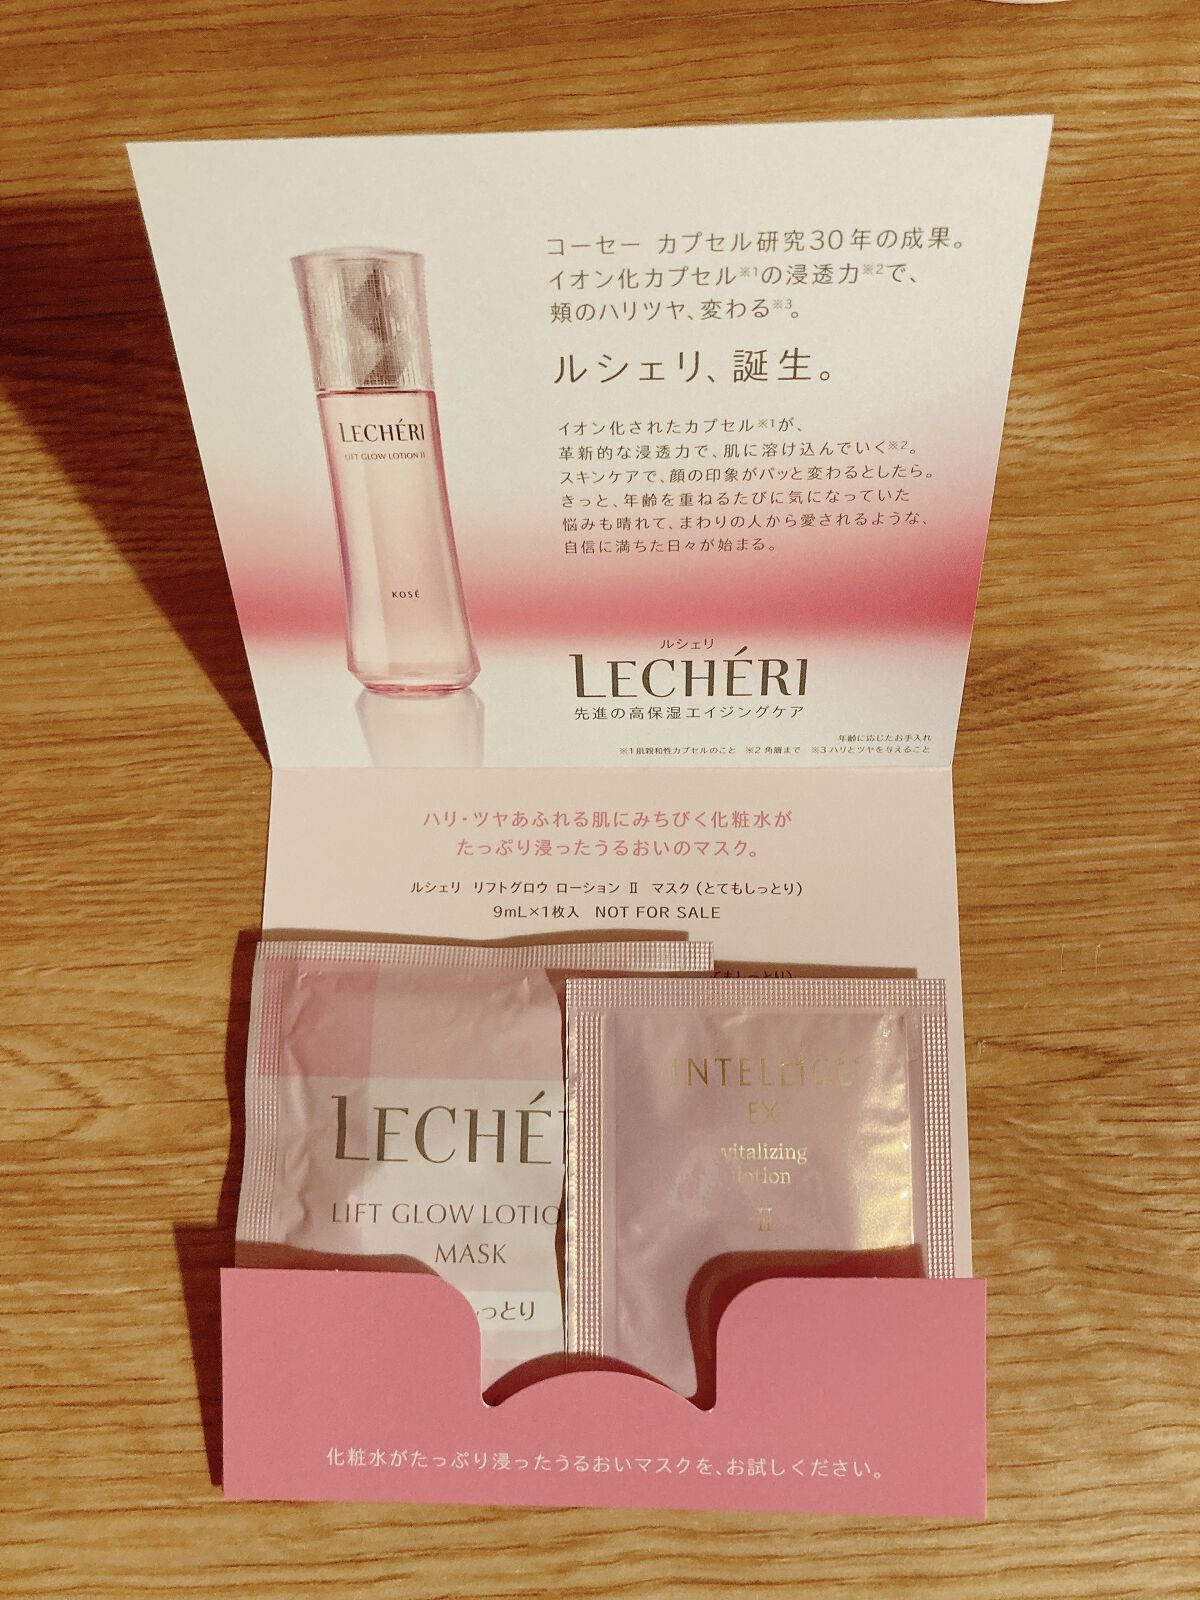 コーセー カプセル研究30年の成果。
イオン化カプセル※1の浸透力※2で、
頬のハリツヤ、変わる※3。
ルシェリ、誕生。
LECHÉRI
LIFT GLOW LOTION II
KOSÉ
イオン化されたカプセル※1が、
革新的な浸透力で、肌に溶け込んでいく※2。
スキンケアで、顔の印象がパッと変わるとしたら。
きっと、年齢を重ねるたびに気になっていた
悩みも晴れて、まわりの人から愛されるような、
自信に満ちた日々が始まる。
ルシェリ
LECHÉRI
先進の高保湿エイジングケア
年齢に応じたお手入れ
※1肌親和性カプセルのこと ※2角層まで ※3ハリとツヤを与えること
ハリ・ツヤあふれる肌にみちびく化粧水が
たっぷり浸ったうるおいのマスク。
ルシェリ リフトグロウ ローション Ⅱ マスク（とてもしっとり）
9mL×1枚入 NOT FOR SALE
てもしっとり）
LECHÉ
LIFT GLOW LOTIO
MASK
しっとり
INTELLIGÉ
EX
vitalizing
lotion
II
化粧水がたっぷり浸ったうるおいマスクを、お試しください。